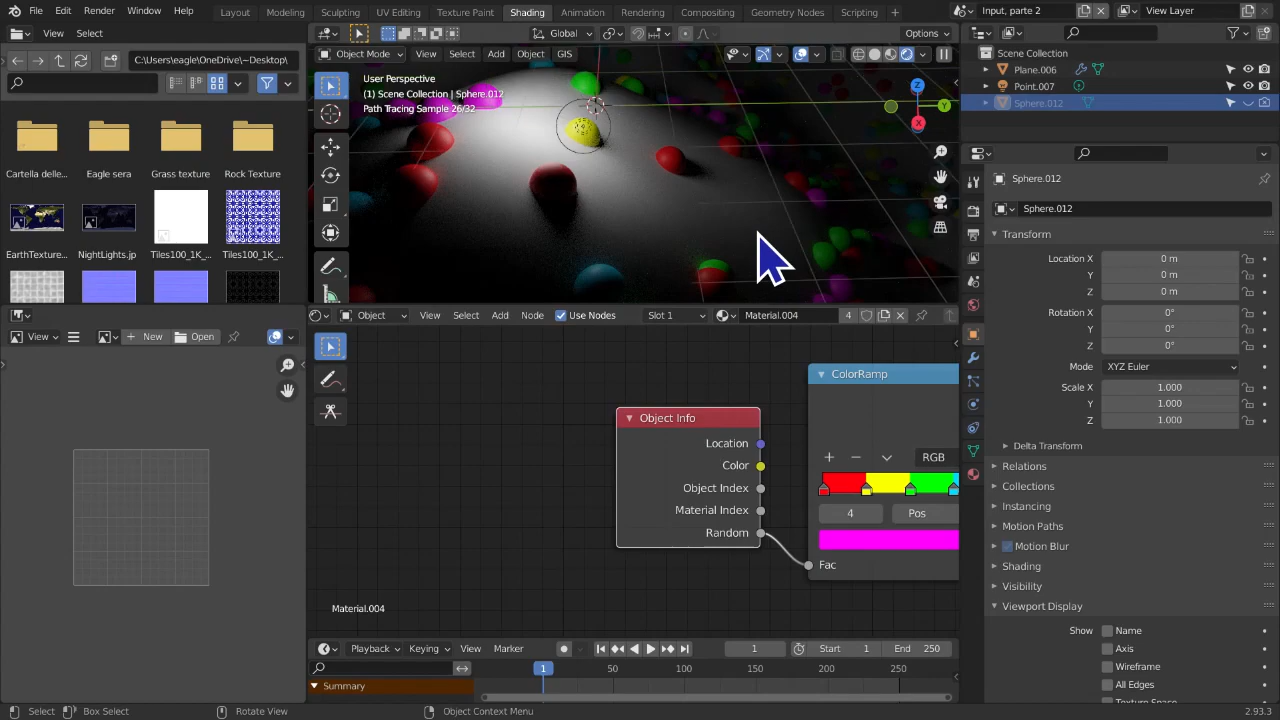 File Edit Render Window Help Layout Modeling Sculpting UV Editing Texture Paint Shading Animation Rendering Compositing Geometry Nodes Scripting Input, parte 2 View Layer
View Select
C:\Users\eagle\OneDrive\~Desktop\
Cartella delle... Eagle sera Grass texture Rock Texture
EarthTexture... NightLights.jp Tiles100_1K_... Tiles100_1K_...
View New Open
Global Options
Object Mode View Select Add Object GIS
User Perspective
(1) Scene Collection | Sphere.012
Path Tracing Sample 26/32
Z
Y
X
Object View Select Add Node Use Nodes Slot 1 Material.004 4
Object Info
Location
Color
Object Index
Material Index
Random
ColorRamp
RGB
4 Pos
Fac
Material.004
Playback Keying View Marker 1 Start 1 End 250
1 50 100 150 200 250
Summary
Scene Collection
Plane.006
Point.007
Sphere.012
Sphere.012
Sphere.012
Transform
Location X 0 m
Y 0 m
Z 0 m
Rotation X 0°
Y 0°
Z 0°
Mode XYZ Euler
Scale X 1.000
Y 1.000
Z 1.000
Delta Transform
Relations
Collections
Instancing
Motion Paths
Motion Blur
Shading
Visibility
Viewport Display
Show Name
Axis
Wireframe
All Edges
Select Box Select Rotate View Object Context Menu 2.93.3